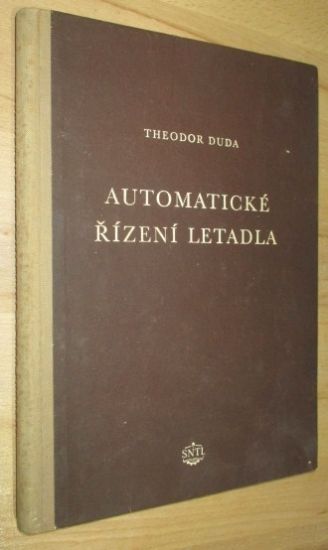 THEODOR DUDA
AUTOMATICKÉ
ŘÍZENÍ LETADLA
SNTL